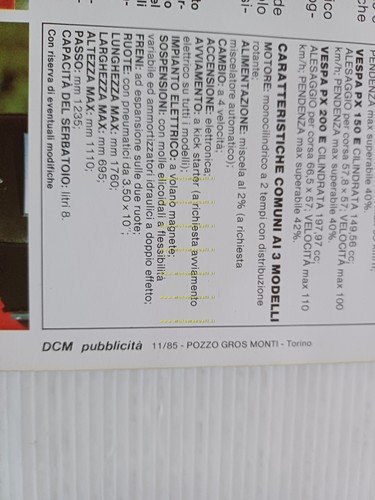 PENDENZA max superabile 40%.
VESPA PX 150 E CILINDRATA 149,56 cc;
ALESAGGIO per corsa 57,8 x 57; VELOCITÀ max 100
km/h; PENDENZA max superabile 40%.
VESPA PX 200 E CILINDRATA 197,97 cc;
ALESAGGIO per corsa 66,5 x 57; VELOCITÀ max 110
km/h; PENDENZA max superabile 42%.
CARATTERISTICHE COMUNI AI 3 MODELLI
MOTORE: monocilindrico a 2 tempi con distribuzione
rotante;
ALIMENTAZIONE: miscela al 2% (a richiesta
miscelatore automatico);
ACCENSIONE: elettronica;
CAMBIO: a 4 velocità;
AVVIAMENTO: kick starter (a richiesta avviamento
elettrico su tutti i modelli);
IMPIANTO ELETTRICO: a volano magnete;
SOSPENSIONI: con molle elicoidali a flessibilità
variabile ed ammortizzatori idraulici a doppio effetto;
FRENI: ad espansione sulle due ruote;
RUOTE: con pneumatici da 3.50 x 10";
LUNGHEZZA MAX: mm 1760;
LARGHEZZA MAX: mm 695;
ALTEZZA MAX: mm 1110;
PASSO: mm 1235;
CAPACITÀ DEL SERBATOIO: litri 8.
Con riserva di eventuali modifiche
DCM pubblicità 11/85 - POZZO GROS MONTI - Torino